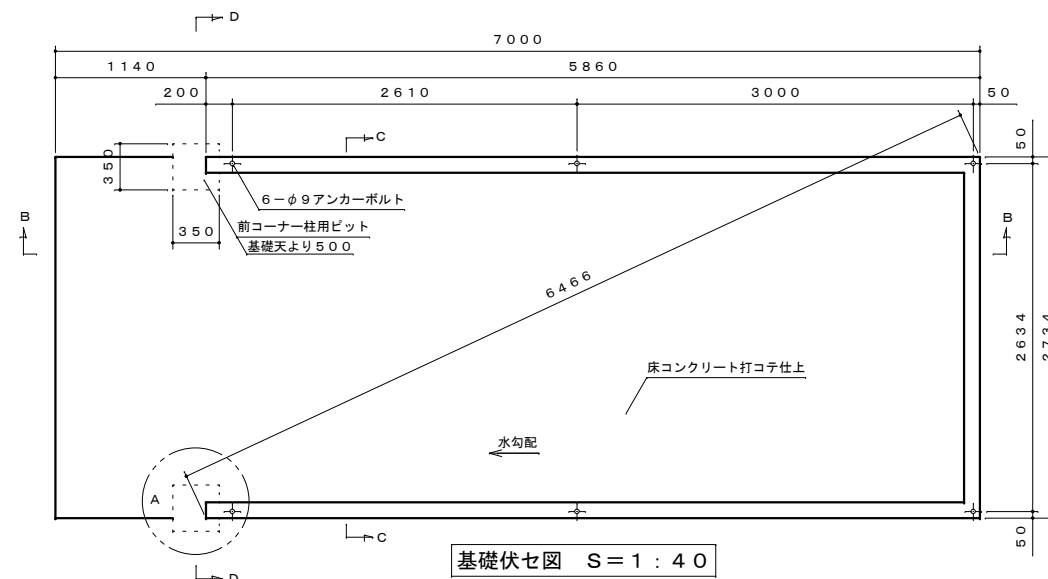 D
7000
1140
5860
200
2610
3000
50
C
50
350
6-φ9アンカーボルト
前コーナー柱用ピット
基礎天より500
350
B
B
6466
2634
2734
床コンクリート打コテ仕上
水勾配
A
C
50
基礎伏セ図 S=1:40
D